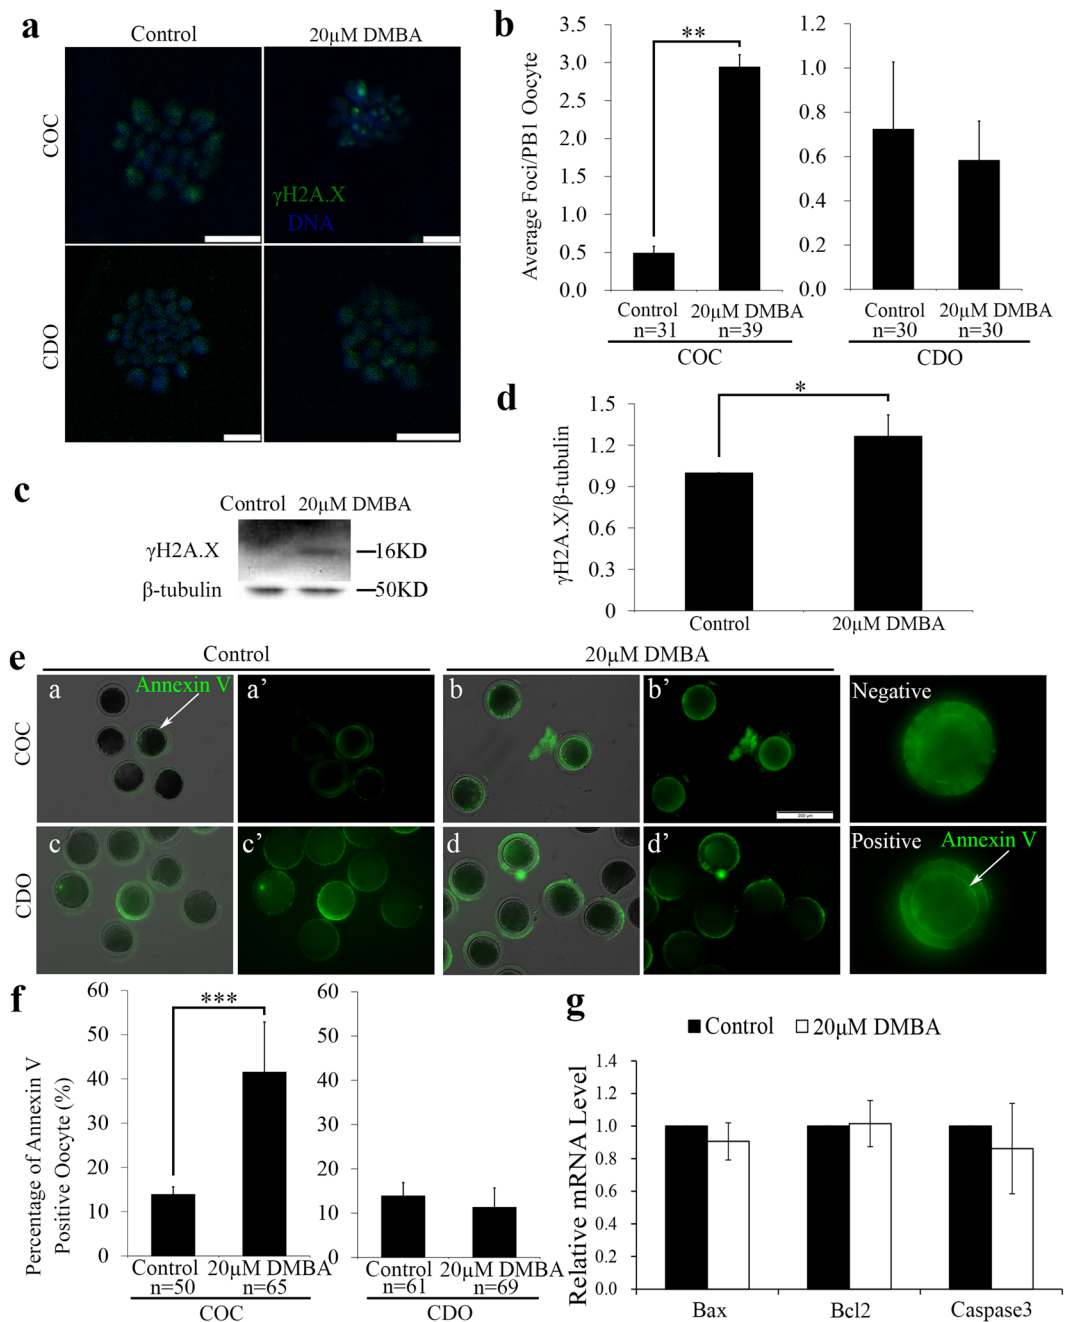 a
Control
20µM DMBA
COC
γH2A.X
DNA
CDO
b
Average Foci/PB1 Oocyte
3.5
3.0
2.5
2.0
1.5
1.0
0.5
0.0
**
Control
20µM DMBA
n=31
n=39
COC
1.2
1.0
0.8
0.6
0.4
0.2
0.0
Control
20µM DMBA
n=30
n=30
CDO
c
Control
20µM DMBA
γH2A.X
16KD
β-tubulin
50KD
d
γH2A.X/β-tubulin
1.5
1.2
0.9
0.6
0.3
0
*
Control
20µM DMBA
e
Control
20µM DMBA
COC
a
Annexin V
a’
b
b’
200 µm
Negative
CDO
c
c’
d
d’
Positive
Annexin V
f
Percentage of Annexin V
Positive Oocyte (%)
60
50
40
30
20
10
0
***
Control
20µM DMBA
n=50
n=65
COC
60
50
40
30
20
10
0
Control
20µM DMBA
n=61
n=69
CDO
g
Control
20µM DMBA
Relative mRNA Level
1.4
1.2
1.0
0.8
0.6
0.4
0.2
0.0
Bax
Bcl2
Caspase3